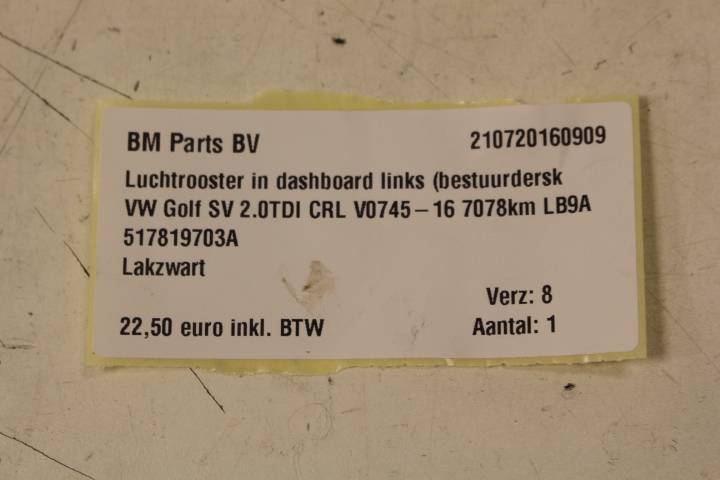 BM Parts BV 210720160909
Luchtrooster in dashboard links (bestuurdersk
VW Golf SV 2.0TDI CRL V0745-16 7078km LB9A
517819703A
Lakzwart
Verz: 8
22,50 euro inkl. BTW Aantal: 1